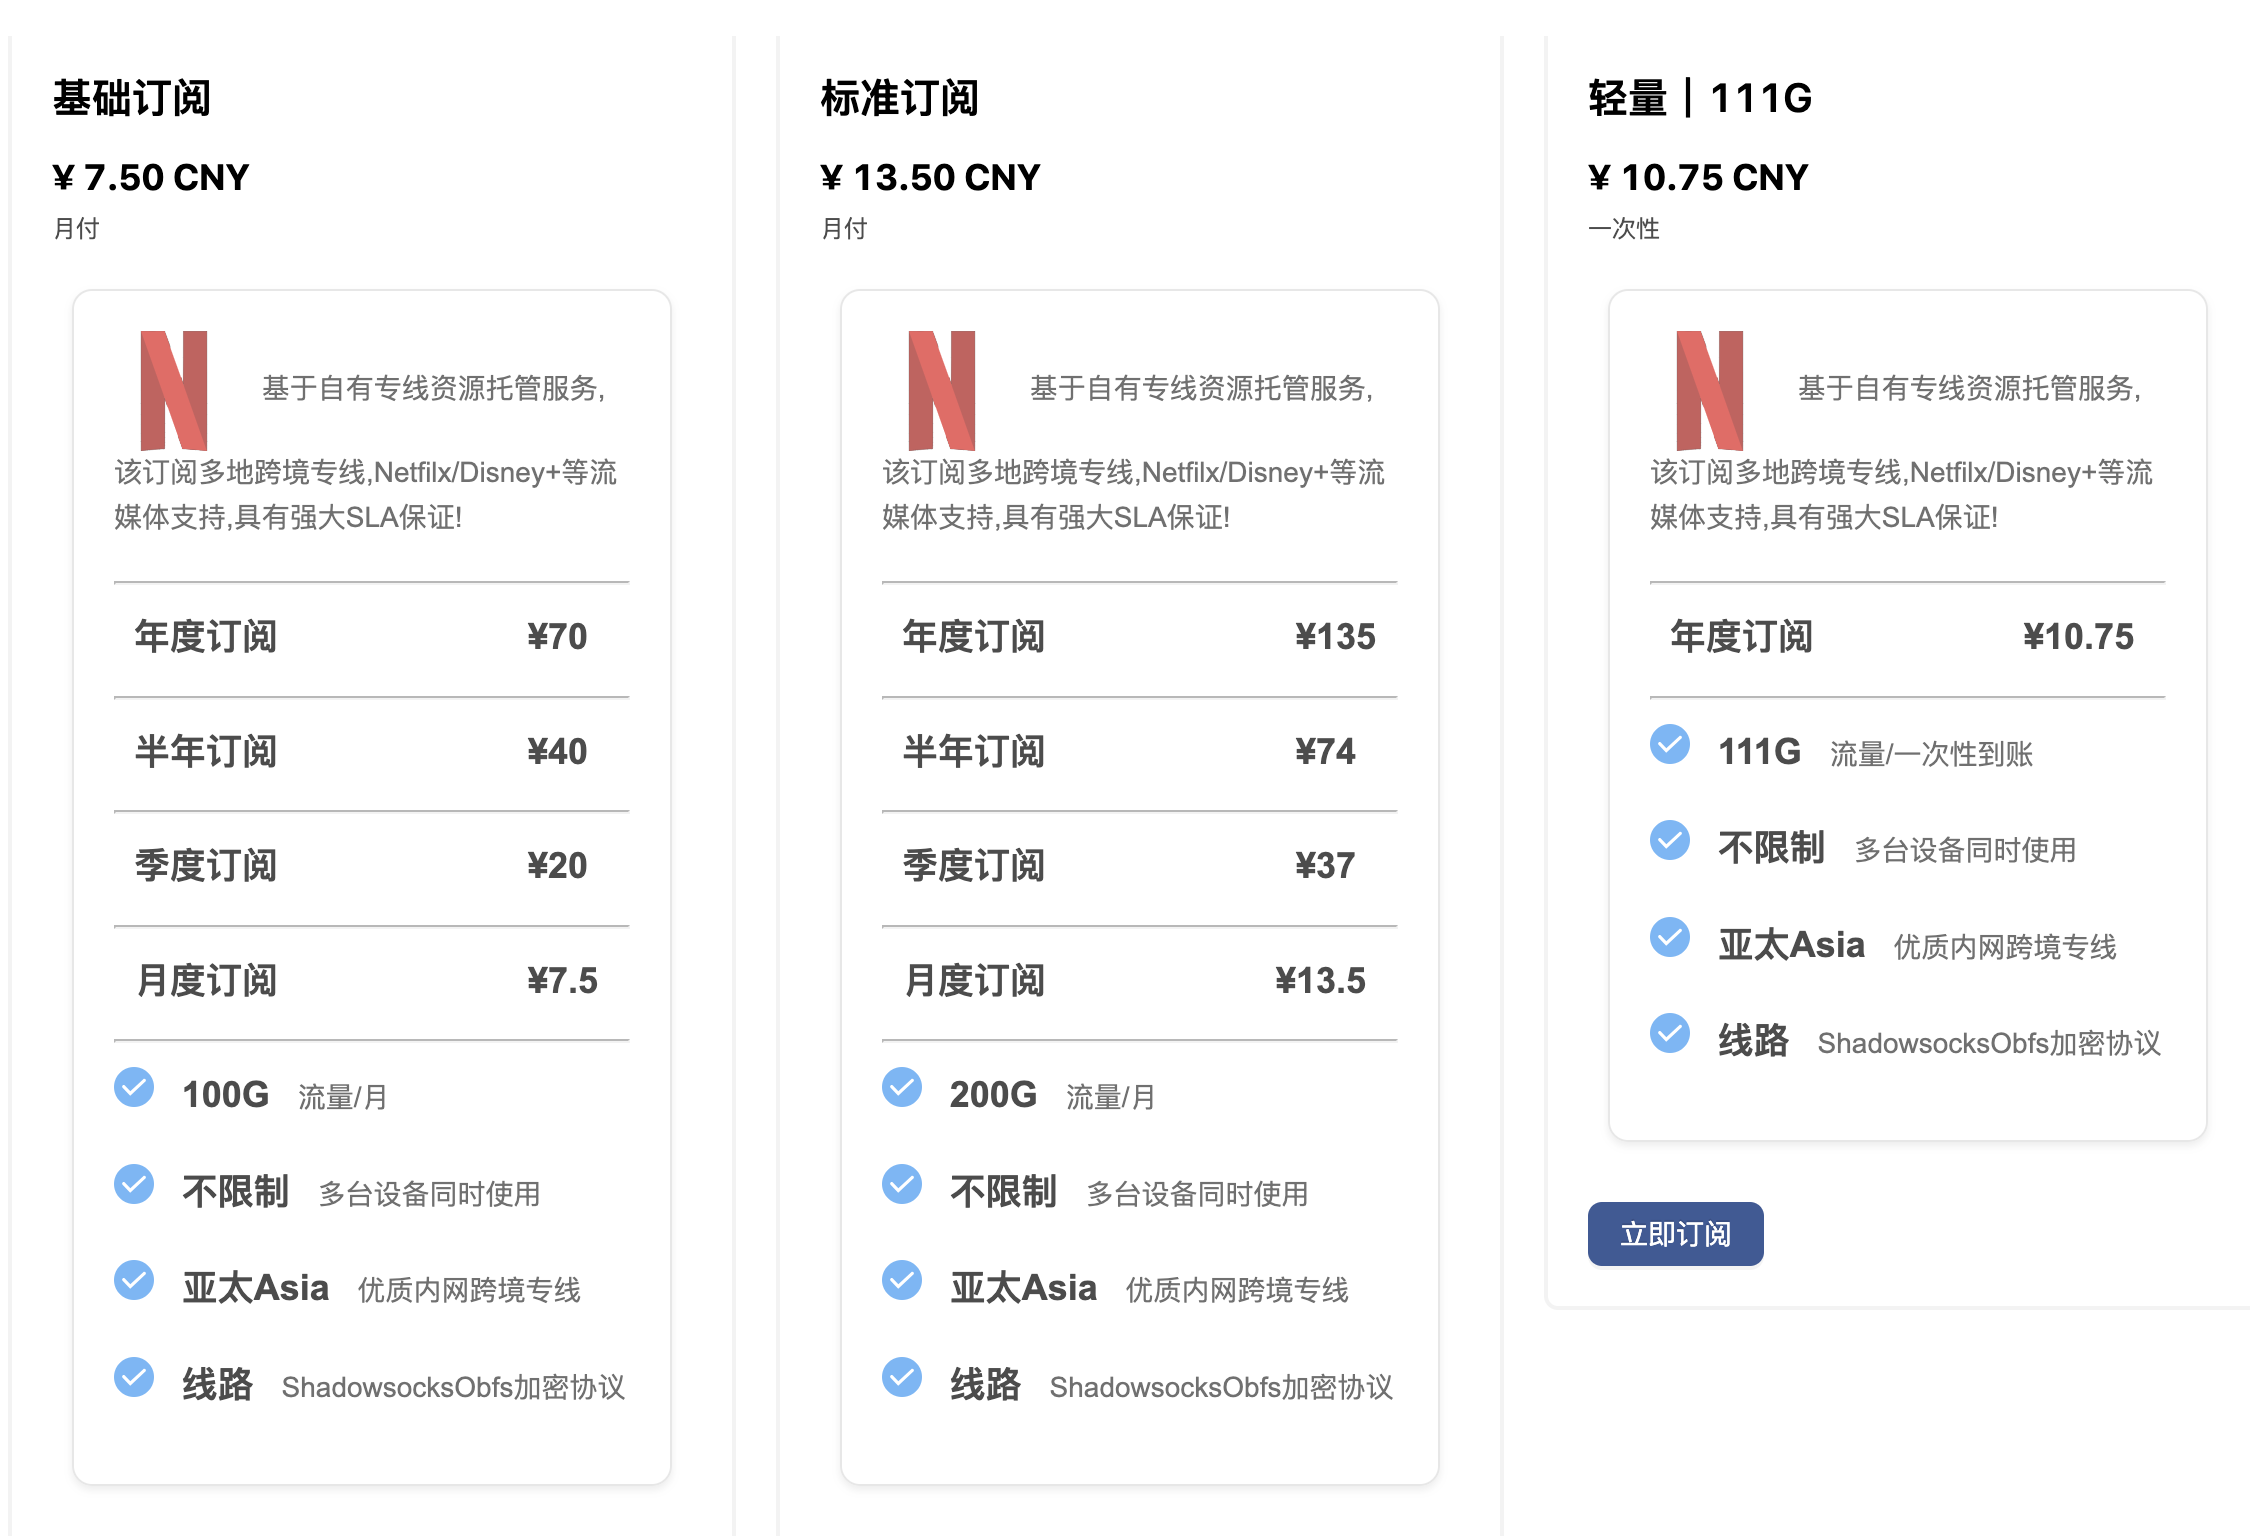 基础订阅
¥ 7.50 CNY
月付
基于自有专线资源托管服务,
该订阅多地跨境专线,Netfilx/Disney+等流
媒体支持,具有强大SLA保证!
年度订阅 ¥70
半年订阅 ¥40
季度订阅 ¥20
月度订阅 ¥7.5
100G 流量/月
不限制 多台设备同时使用
亚太Asia 优质内网跨境专线
线路 ShadowsocksObfs加密协议
标准订阅
¥ 13.50 CNY
月付
基于自有专线资源托管服务,
该订阅多地跨境专线,Netfilx/Disney+等流
媒体支持,具有强大SLA保证!
年度订阅 ¥135
半年订阅 ¥74
季度订阅 ¥37
月度订阅 ¥13.5
200G 流量/月
不限制 多台设备同时使用
亚太Asia 优质内网跨境专线
线路 ShadowsocksObfs加密协议
轻量｜111G
¥ 10.75 CNY
一次性
基于自有专线资源托管服务,
该订阅多地跨境专线,Netfilx/Disney+等流
媒体支持,具有强大SLA保证!
年度订阅 ¥10.75
111G 流量/一次性到账
不限制 多台设备同时使用
亚太Asia 优质内网跨境专线
线路 ShadowsocksObfs加密协议
立即订阅